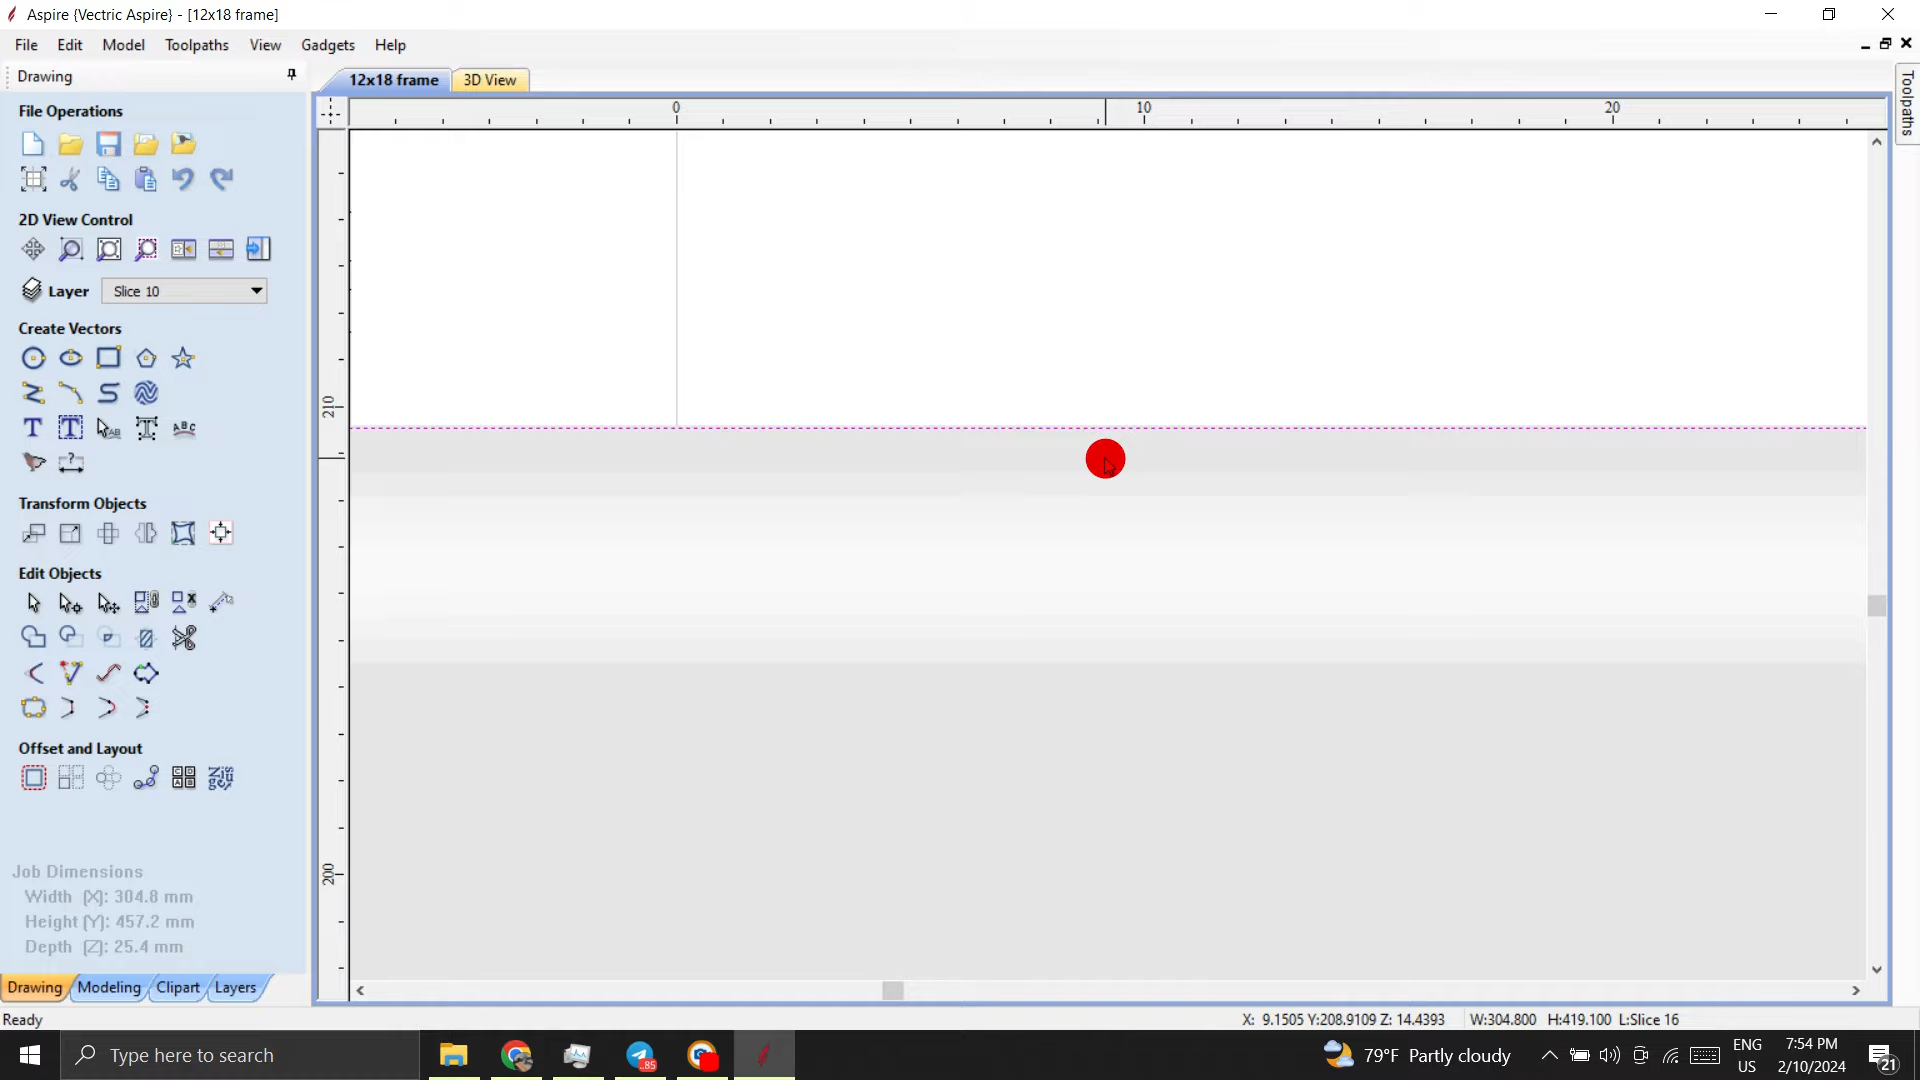 Aspire {Vectric Aspire} - [12x18 frame]
File Edit Model Toolpaths View Gadgets Help
Drawing
12x18 frame 3D View
Toolpaths
File Operations
0 10 20
2D View Control
Layer Slice 10
Create Vectors
210
Transform Objects
Edit Objects
Offset and Layout
200
Job Dimensions
Width (X): 304.8 mm
Height (Y): 457.2 mm
Depth (Z): 25.4 mm
Drawing Modeling Clipart Layers
Ready
X: 9.1505 Y:208.9109 Z: 14.4393 W:304.800 H:419.100 L:Slice 16
Type here to search
..85
79°F Partly cloudy
ENG
US
7:54 PM
2/10/2024
21